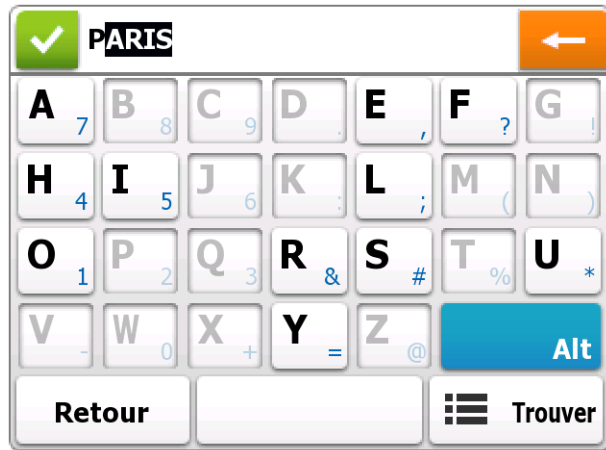 PARIS
A 7 B 8 C 9 D . E , F ? G !
H 4 I 5 J 6 K : L ; M ( N )
O 1 P 2 Q 3 R & S # T % U *
V - W 0 X + Y = Z @ Alt
Retour Trouver